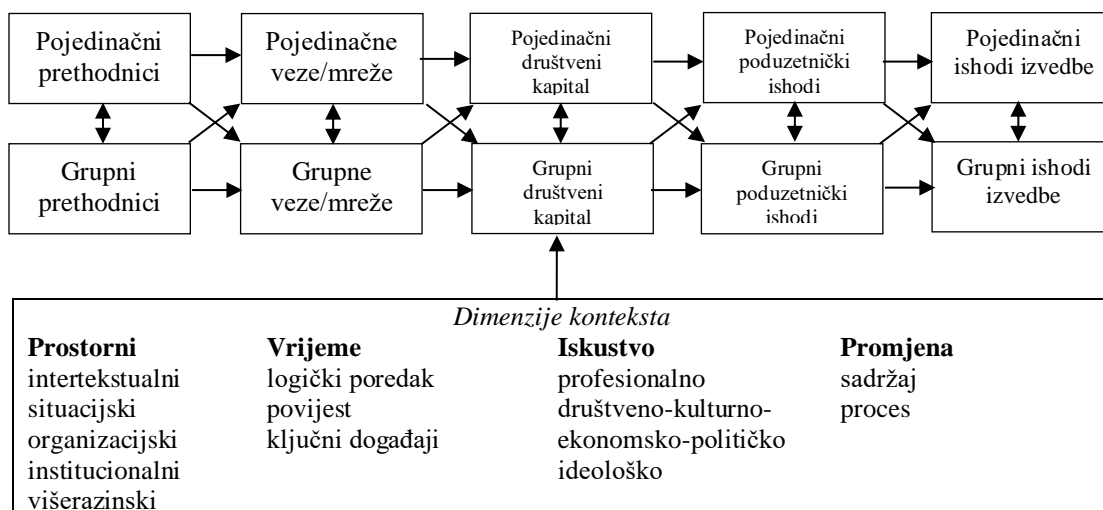 Pojedinačni
prethodnici
Pojedinačne
veze/mreže
Pojedinačni
društveni
kapital
Pojedinačni
poduzetnički
ishodi
Pojedinačni
ishodi izvedbe
Grupni
prethodnici
Grupne
veze/mreže
Grupni
društveni
kapital
Grupni
poduzetnički
ishodi
Grupni ishodi
izvedbe
Dimenzije konteksta
Prostorni
intertekstualni
situacijski
organizacijski
institucionalni
višerazinski
Vrijeme
logički poredak
povijest
ključni događaji
Iskustvo
profesionalno
društveno-kulturno-
ekonomsko-političko
ideološko
Promjena
sadržaj
proces